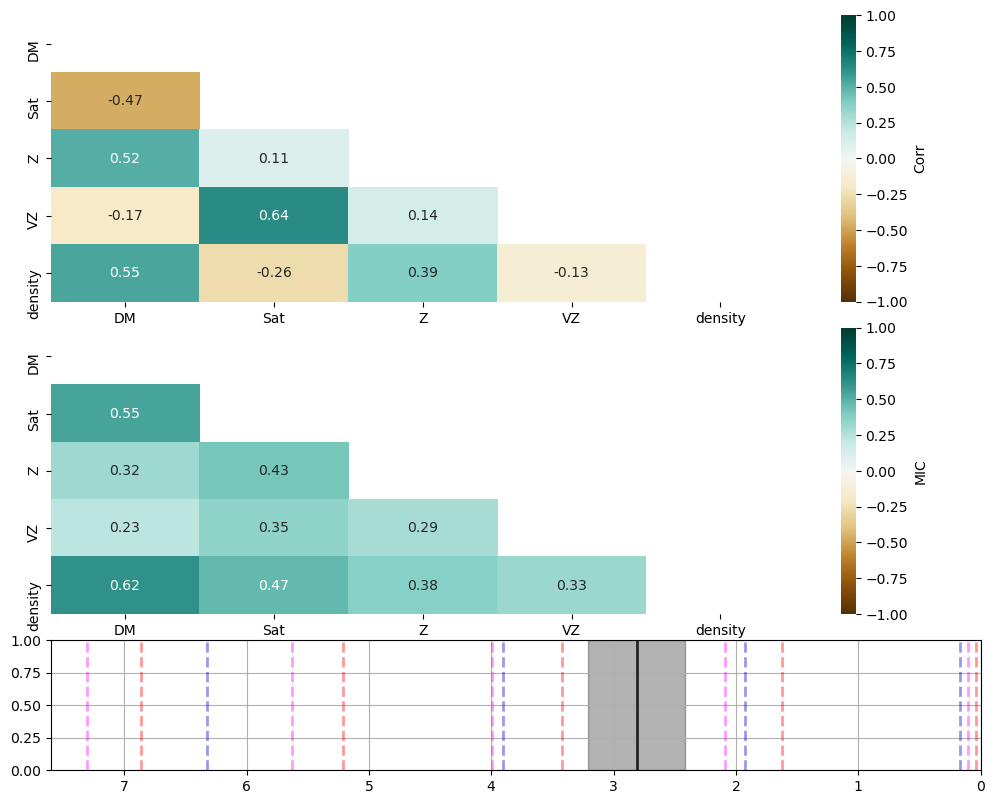 1.00
DM
0.75
Sat
-0.47
0.50
0.25
Z
0.52
0.11
0.00
Corr
−0.25
VZ
-0.17
0.64
0.14
−0.50
density
0.55
-0.26
0.39
-0.13
−0.75
−1.00
DM
Sat
Z
VZ
density
1.00
DM
0.75
Sat
0.55
0.50
0.25
Z
0.32
0.43
0.00
MIC
−0.25
VZ
0.23
0.35
0.29
−0.50
density
0.62
0.47
0.38
0.33
−0.75
−1.00
DM
Sat
Z
VZ
density
1.00
0.75
0.50
0.25
0.00
7
6
5
4
3
2
1
0